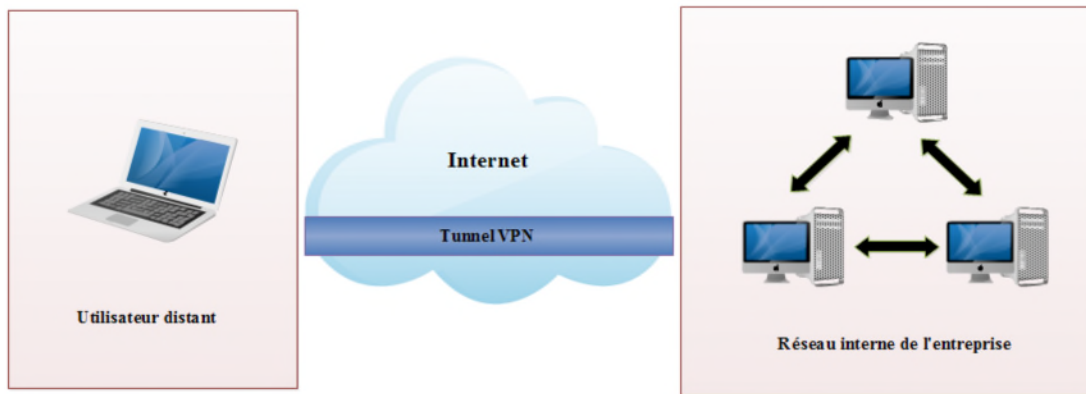 Internet
Tunnel VPN
Utilisateur distant
Réseau interne de l'entreprise